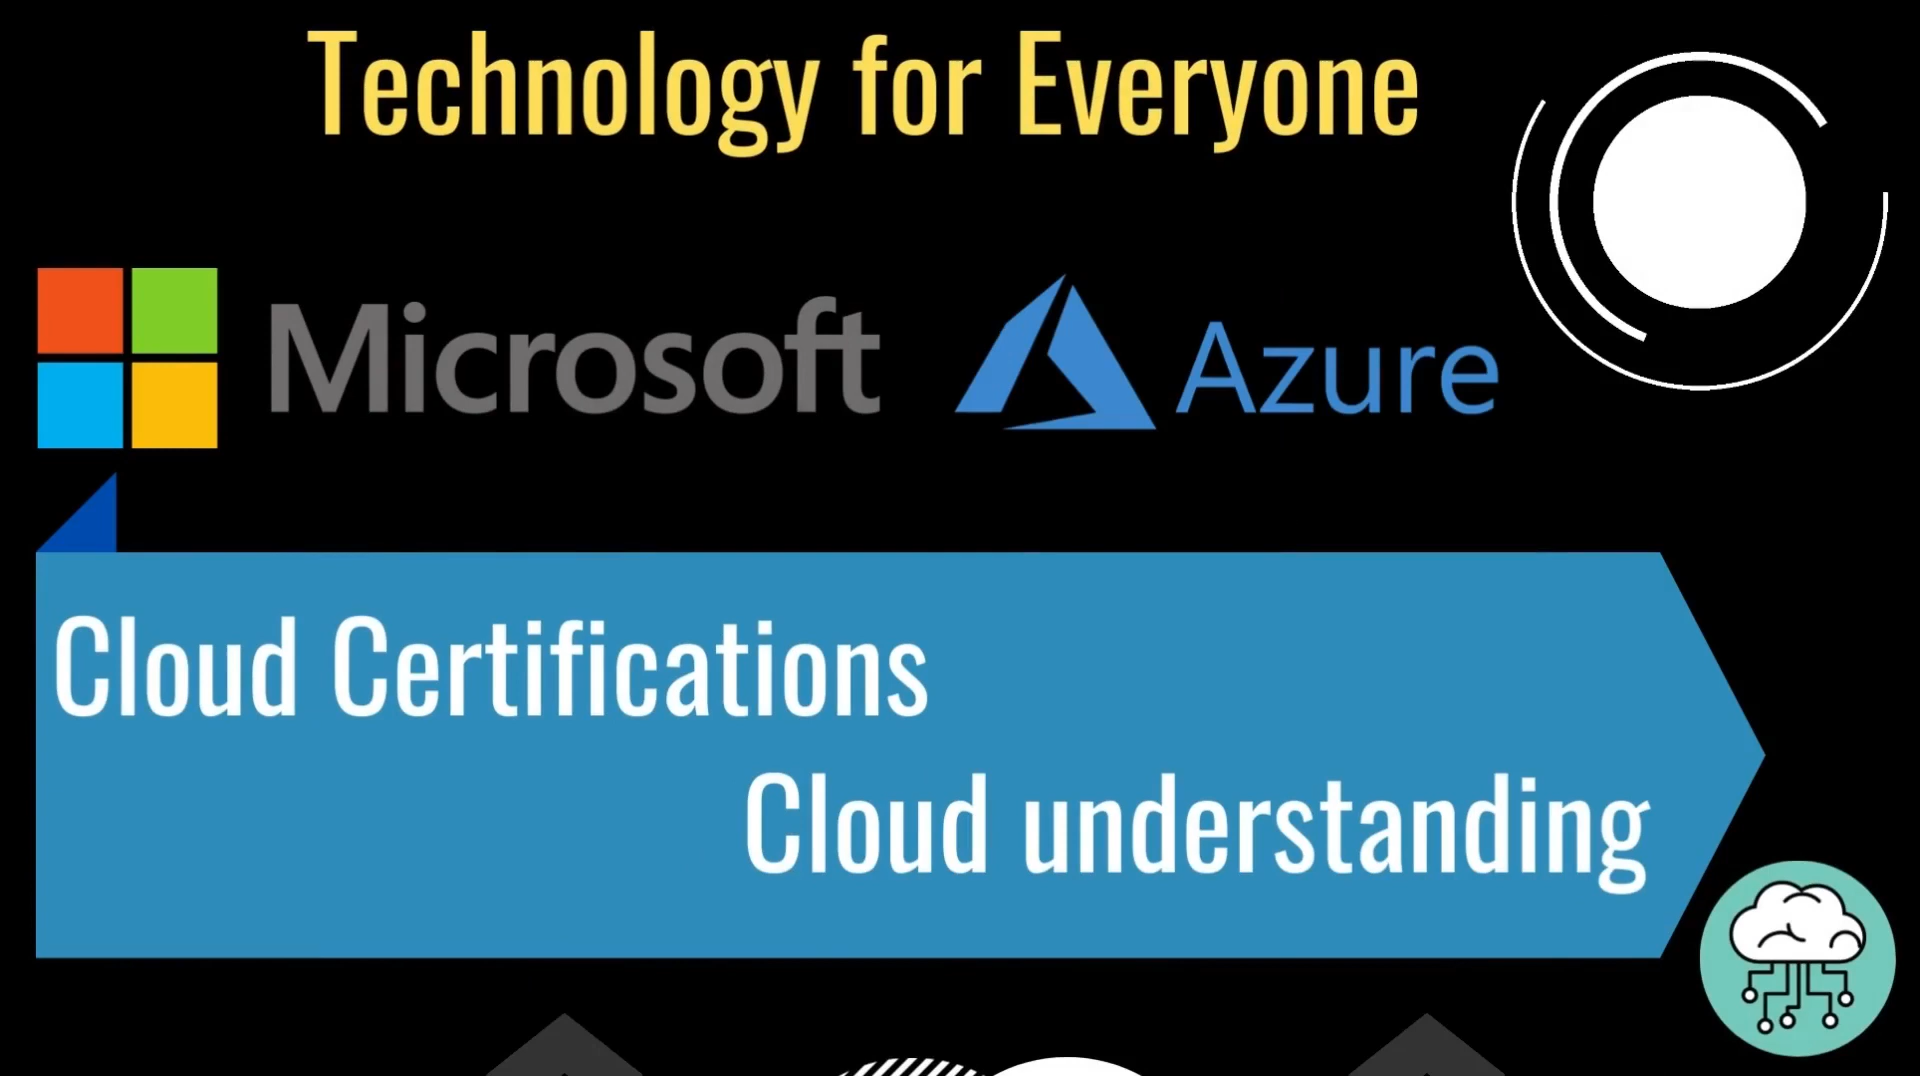 Technology for Everyone
Microsoft Azure
Cloud Certifications
Cloud understanding